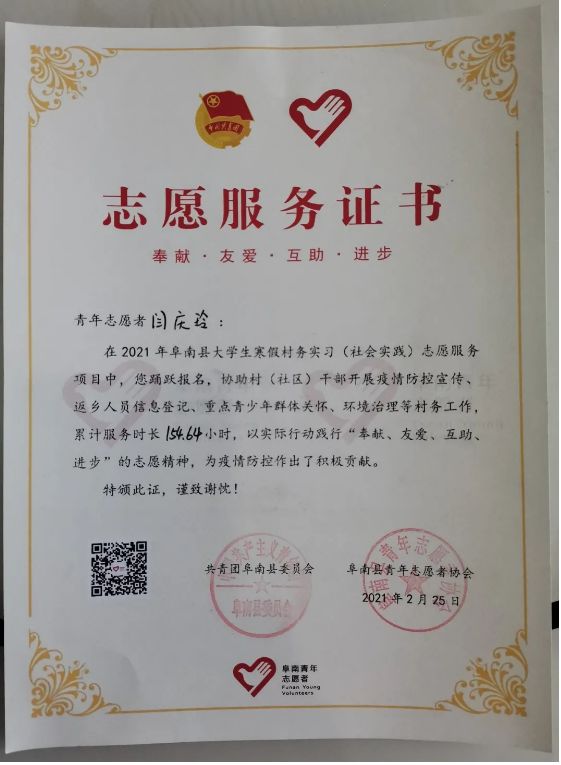 志愿服务证书
奉献·友爱·互助·进步
青年志愿者闫庆玲：
在2021年阜南县大学生寒假村务实习（社会实践）志愿服务
项目中，您踊跃报名，协助村（社区）干部开展疫情防控宣传、
返乡人员信息登记、重点青少年群体关怀、环境治理等村务工作，
累计服务时长154.64小时，以实际行动践行“奉献、友爱、互助、
进步”的志愿精神，为疫情防控作出了积极贡献。
特颁此证，谨致谢忱！
共青团阜南县委员会
阜南县青年志愿者协会
2021年2月25日
阜南青年
志愿者
Funan Young
Volunteers